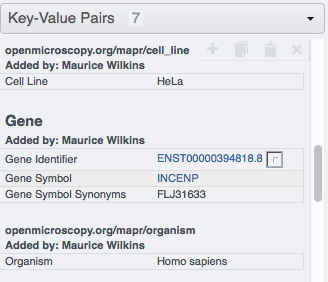 Key-Value Pairs 7
openmicroscopy.org/mapr/cell_line
Added by: Maurice Wilkins
Cell Line HeLa
Gene
Added by: Maurice Wilkins
Gene Identifier ENST00000394818.8
Gene Symbol INCENP
Gene Symbol Synonyms FLJ31633
openmicroscopy.org/mapr/organism
Added by: Maurice Wilkins
Organism Homo sapiens